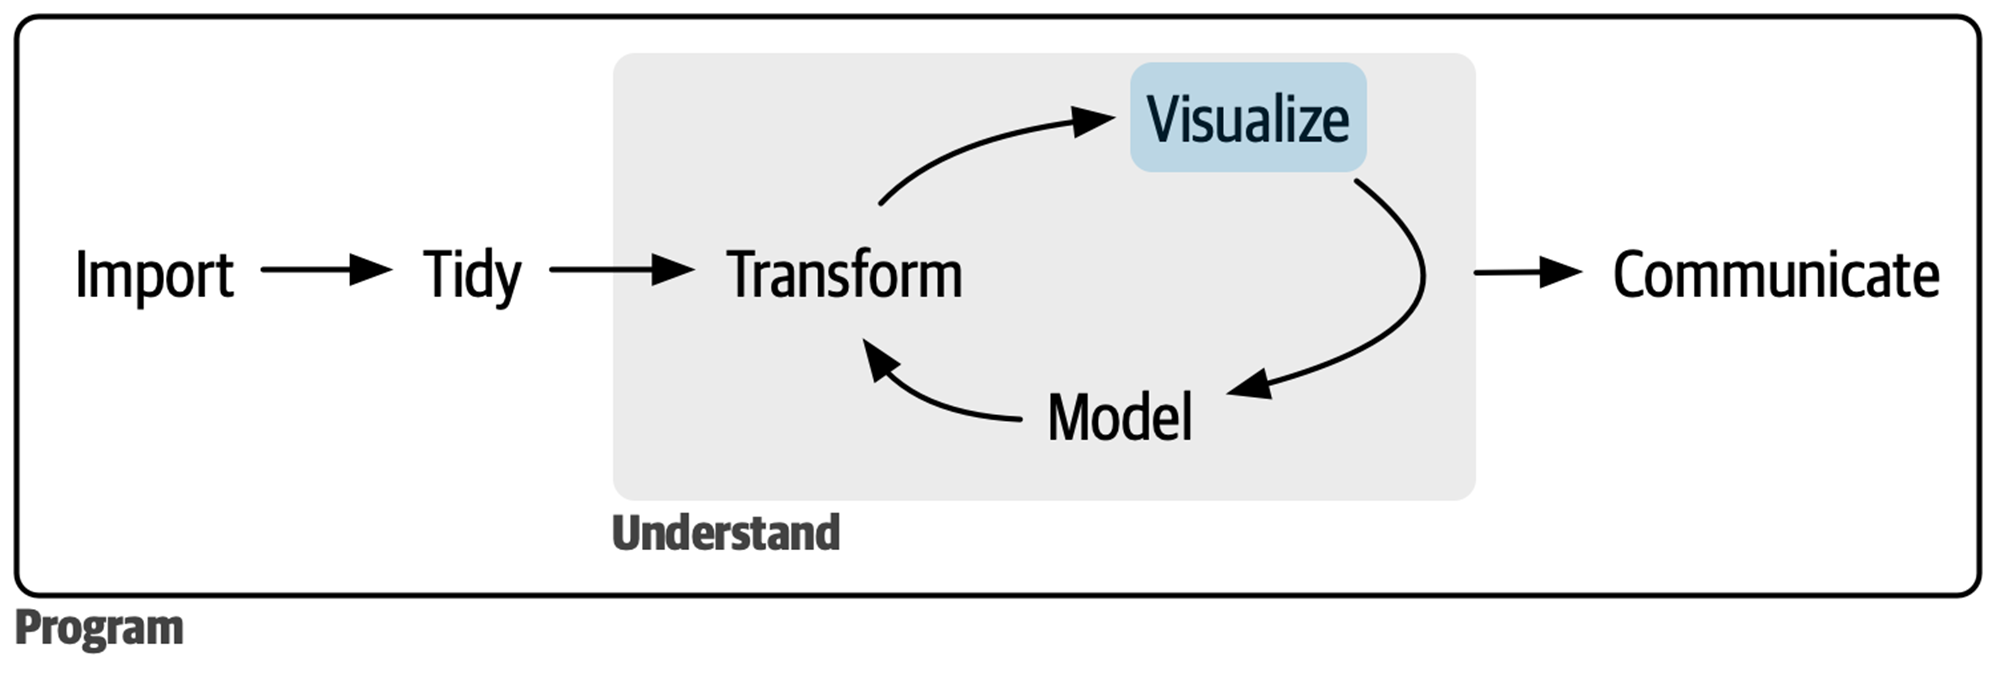 Visualize
Import
Tidy
Transform
Communicate
Model
Understand
Program